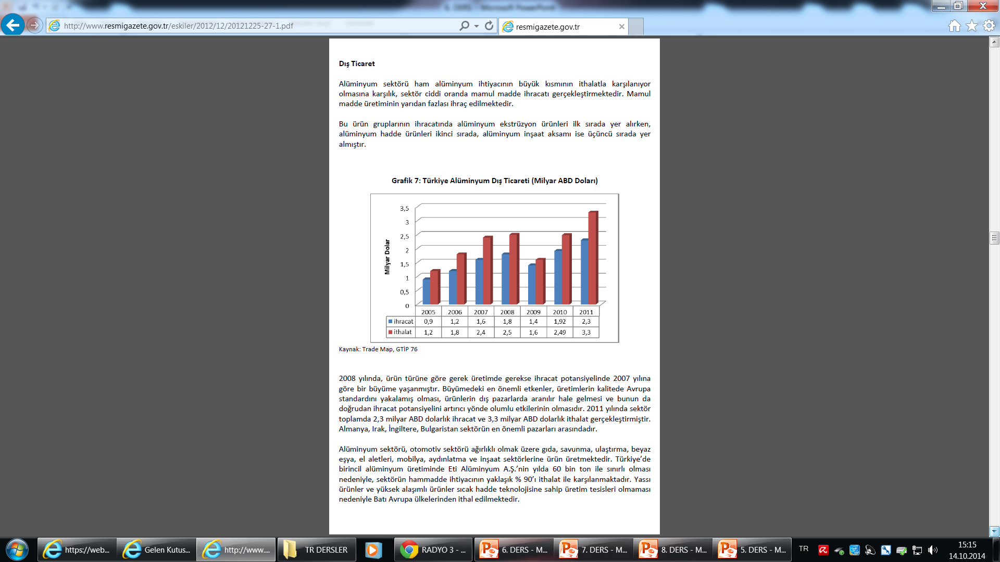 http://www.resmigazete.gov.tr/eskiler/2012/12/20121225-27-1.pdf
resmigazete.gov.tr
Dış Ticaret
Alüminyum sektörü ham alüminyum ihtiyacının büyük kısmının ithalatla karşılanıyor
olmasına karşılık, sektör ciddi oranda mamul madde ihracatı gerçekleştirmektedir. Mamul
madde üretiminin yarıdan fazlası ihraç edilmektedir.
Bu ürün gruplarının ihracatında alüminyum ekstrüzyon ürünleri ilk sırada yer alırken,
alüminyum hadde ürünleri ikinci sırada, alüminyum inşaat aksamı ise üçüncü sırada yer
almıştır.
Grafik 7: Türkiye Alüminyum Dış Ticareti (Milyar ABD Doları)
Milyar Dolar
3,5
3
2,5
2
1,5
1
0,5
0
2005 2006 2007 2008 2009 2010 2011
ihracat 0,9 1,2 1,6 1,8 1,4 1,92 2,3
ithalat 1,2 1,8 2,4 2,5 1,6 2,49 3,3
Kaynak: Trade Map, GTİP 76
2008 yılında, ürün türüne göre gerek üretimde gerekse ihracat potansiyelinde 2007 yılına
göre bir büyüme yaşanmıştır. Büyümedeki en önemli etkenler, üretimlerin kalitede Avrupa
standardını yakalamış olması, ürünlerin dış pazarlarda aranılır hale gelmesi ve bunun da
doğrudan ihracat potansiyelini artırıcı yönde olumlu etkilerinin olmasıdır. 2011 yılında sektör
toplamda 2,3 milyar ABD dolarlık ihracat ve 3,3 milyar ABD dolarlık ithalat gerçekleştirmiştir.
Almanya, Irak, İngiltere, Bulgaristan sektörün en önemli pazarları arasındadır.
Alüminyum sektörü, otomotiv sektörü ağırlıklı olmak üzere gıda, savunma, ulaştırma, beyaz
eşya, el aletleri, mobilya, aydınlatma ve inşaat sektörlerine ürün üretmektedir. Türkiye’de
birincil alüminyum üretiminde Eti Alüminyum A.Ş.’nin yılda 60 bin ton ile sınırlı olması
nedeniyle, sektörün hammadde ihtiyacının yaklaşık % 90’ı ithalat ile karşılanmaktadır. Yassı
ürünler ve yüksek alaşımlı ürünler sıcak hadde teknolojisine sahip üretim tesisleri olmaması
nedeniyle Batı Avrupa ülkelerinden ithal edilmektedir.
https://web...
Gelen Kutus...
http://www....
TR DERSLER
RADYO 3 - ...
6. DERS - M...
7. DERS - M...
8. DERS - M...
5. DERS - M...
TR
15:15
14.10.2014